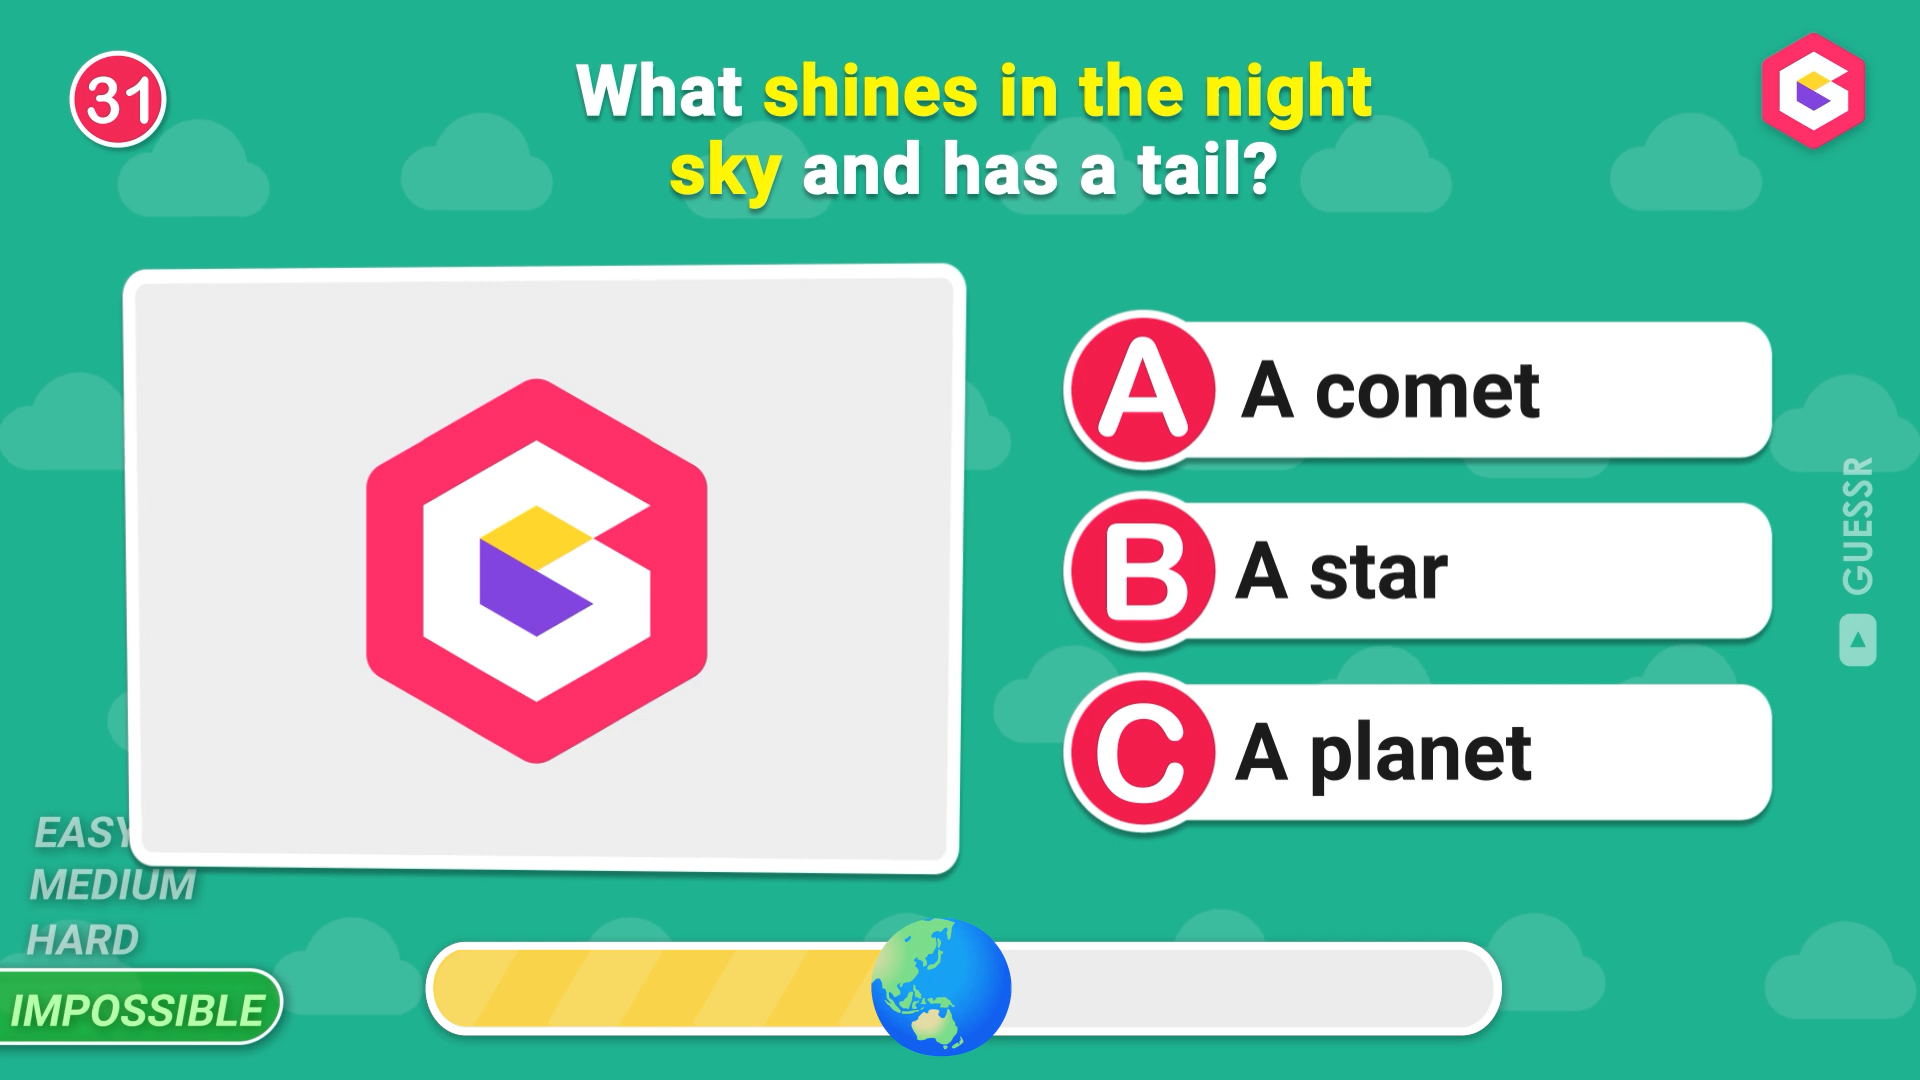 31
What shines in the night
sky and has a tail?
A A comet
B A star
C A planet
GUESSR
EASY
MEDIUM
HARD
IMPOSSIBLE